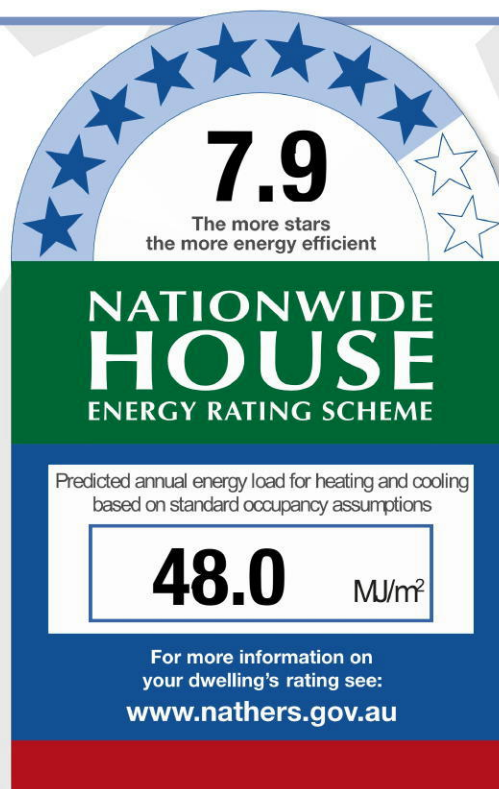 7.9
The more stars
the more energy efficient
NATIONWIDE
HOUSE
ENERGY RATING SCHEME
Predicted annual energy load for heating and cooling
based on standard occupancy assumptions
48.0 MJ/m²
For more information on
your dwelling's rating see:
www.nathers.gov.au